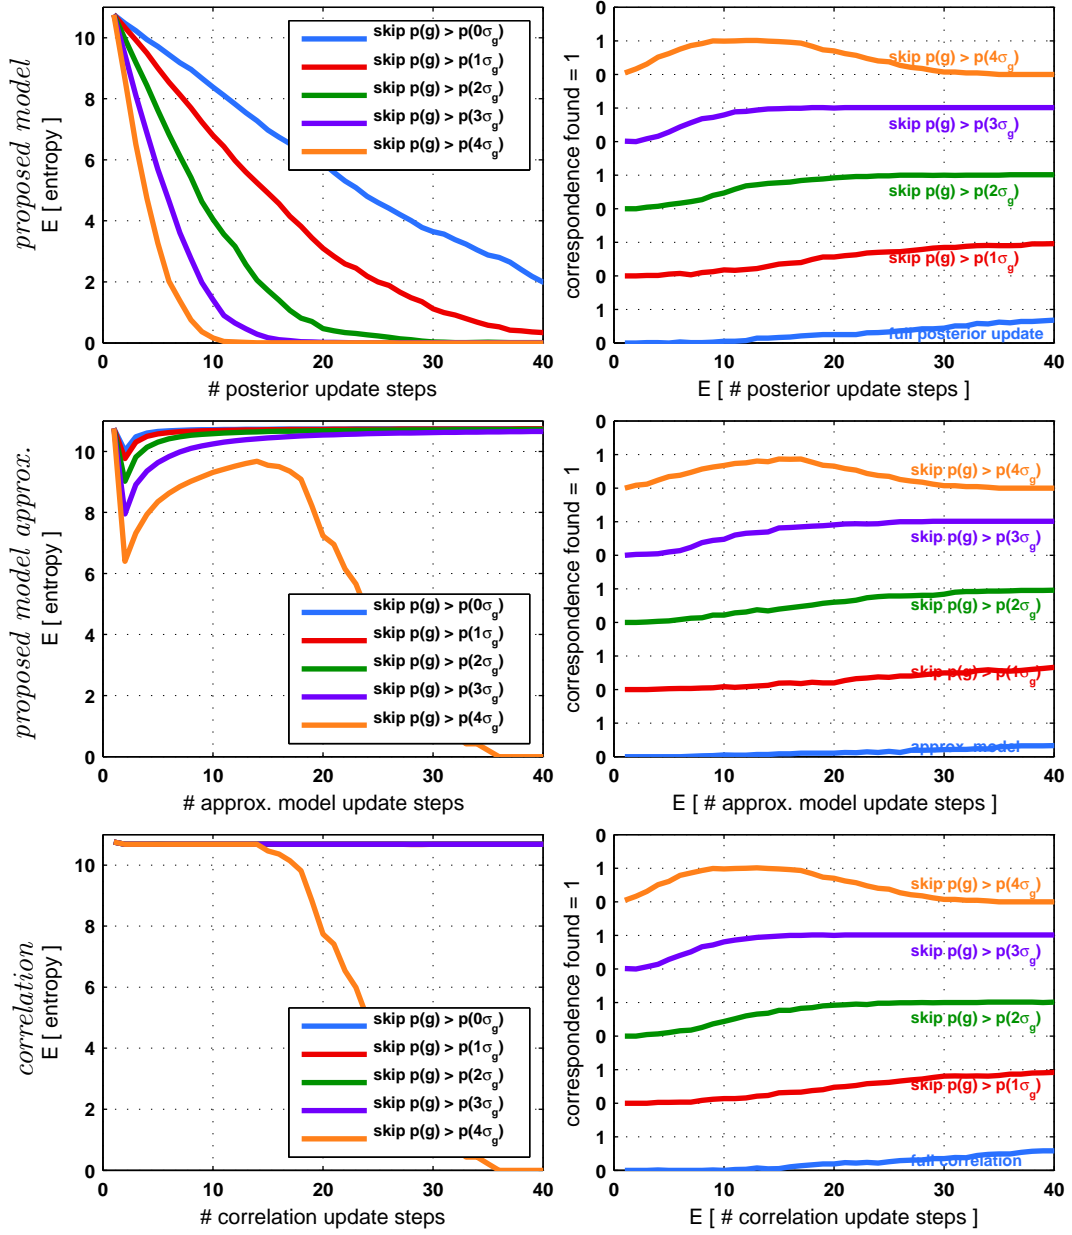 proposed model
E [ entropy ]
10
8
6
4
2
0
skip p(g) > p(0σg)
skip p(g) > p(1σg)
skip p(g) > p(2σg)
skip p(g) > p(3σg)
skip p(g) > p(4σg)
0 10 20 30 40
# posterior update steps
correspondence found = 1
0
1
0
1
0
1
0
1
0
1
0
skip p(g) > p(4σg)
skip p(g) > p(3σg)
skip p(g) > p(2σg)
skip p(g) > p(1σg)
full posterior update
0 10 20 30 40
E [ # posterior update steps ]
proposed model approx.
E [ entropy ]
10
8
6
4
2
0
skip p(g) > p(0σg)
skip p(g) > p(1σg)
skip p(g) > p(2σg)
skip p(g) > p(3σg)
skip p(g) > p(4σg)
0 10 20 30 40
# approx. model update steps
correspondence found = 1
0
1
0
1
0
1
0
1
0
1
0
skip p(g) > p(4σg)
skip p(g) > p(3σg)
skip p(g) > p(2σg)
skip p(g) > p(1σg)
approx. model
0 10 20 30 40
E [ # approx. model update steps ]
correlation
E [ entropy ]
10
8
6
4
2
0
skip p(g) > p(0σg)
skip p(g) > p(1σg)
skip p(g) > p(2σg)
skip p(g) > p(3σg)
skip p(g) > p(4σg)
0 10 20 30 40
# correlation update steps
correspondence found = 1
0
1
0
1
0
1
0
1
0
1
0
skip p(g) > p(4σg)
skip p(g) > p(3σg)
skip p(g) > p(2σg)
skip p(g) > p(1σg)
full correlation
0 10 20 30 40
E [ # correlation update steps ]